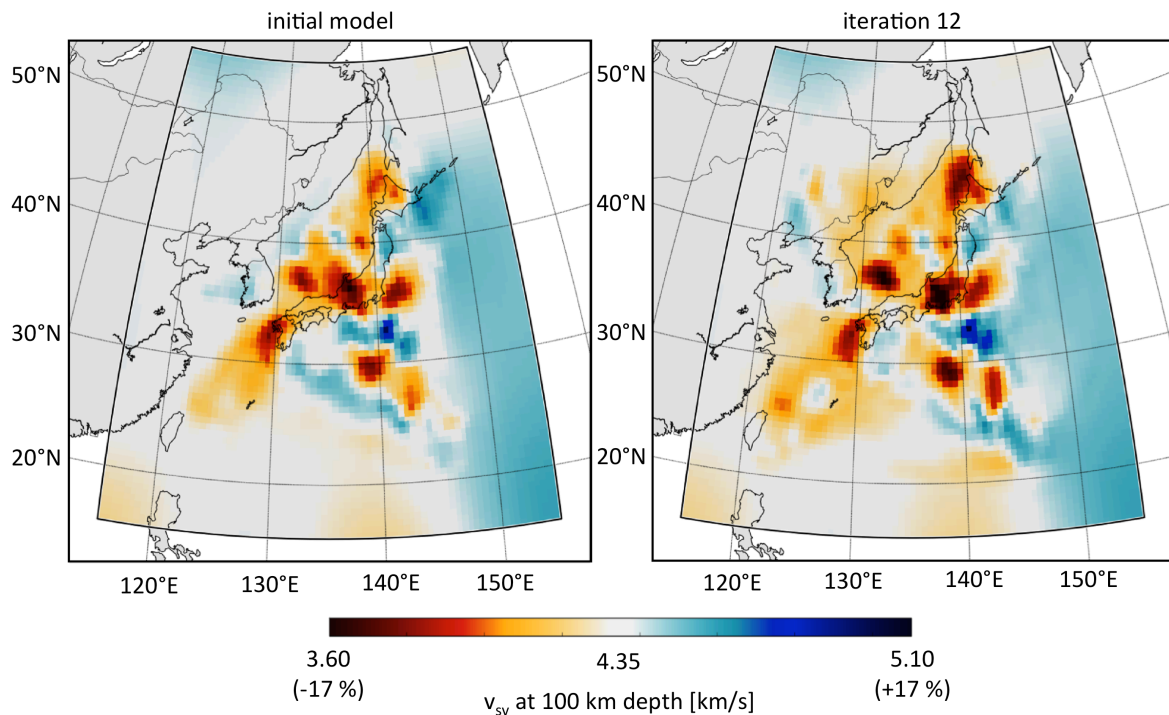 initial model
iteration 12
50°N
40°N
30°N
20°N
50°N
40°N
30°N
20°N
120°E
130°E
140°E
150°E
120°E
130°E
140°E
150°E
3.60
4.35
5.10
(-17 %)
(+17 %)
vsv at 100 km depth [km/s]